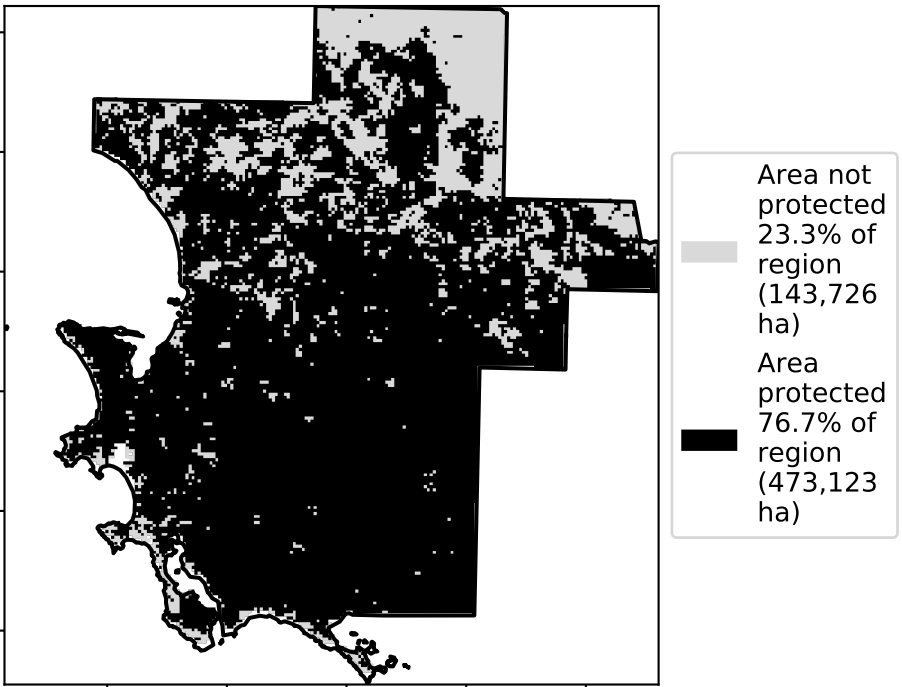 Area not
protected
23.3% of
region
(143,726
ha)
Area
protected
76.7% of
region
(473,123
ha)